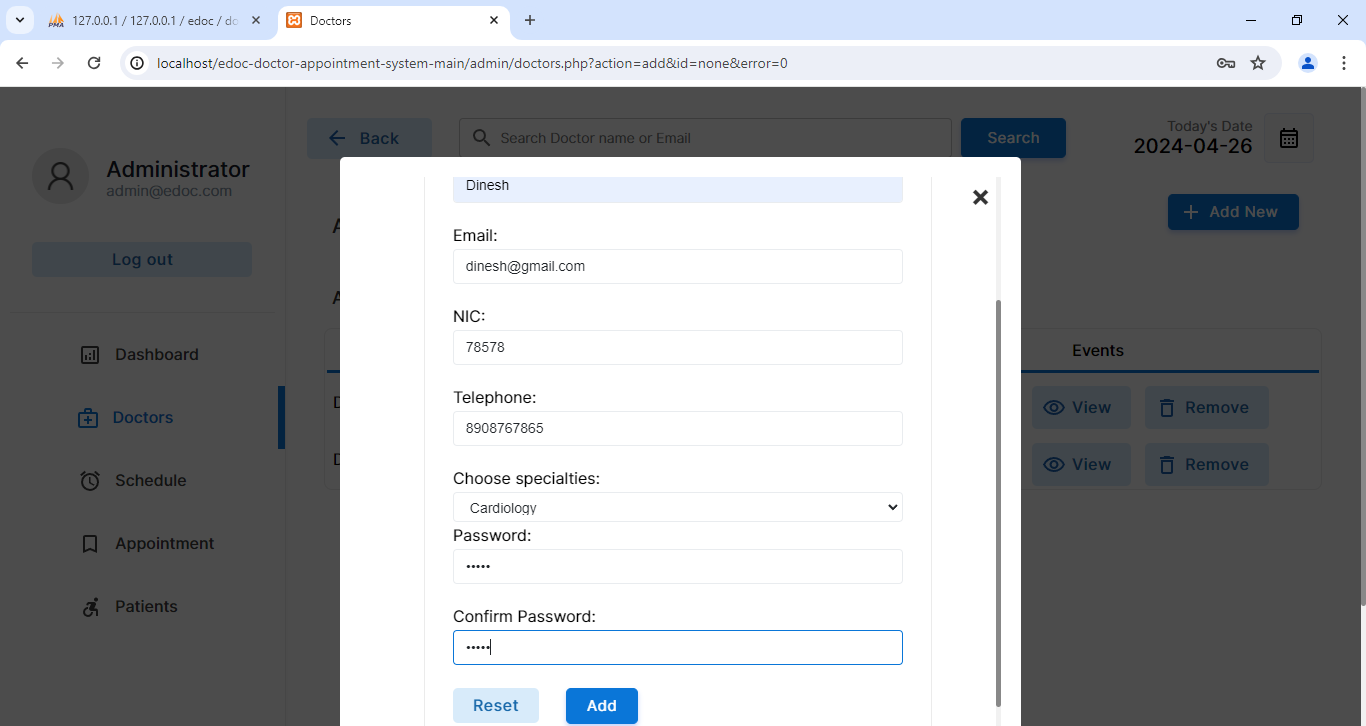 127.0.0.1 / 127.0.0.1 / edoc / do
Doctors
localhost/edoc-doctor-appointment-system-main/admin/doctors.php?action=add&id=none&error=0
Administrator
admin@edoc.com
Log out
Dashboard
Doctors
Schedule
Appointment
Patients
Back
Search Doctor name or Email
Search
Today's Date
2024-04-26
Add New
Events
View Remove
View Remove
Dinesh
Email:
dinesh@gmail.com
NIC:
78578
Telephone:
8908767865
Choose specialties:
Cardiology
Password:
•••••
Confirm Password:
•••••
Reset Add